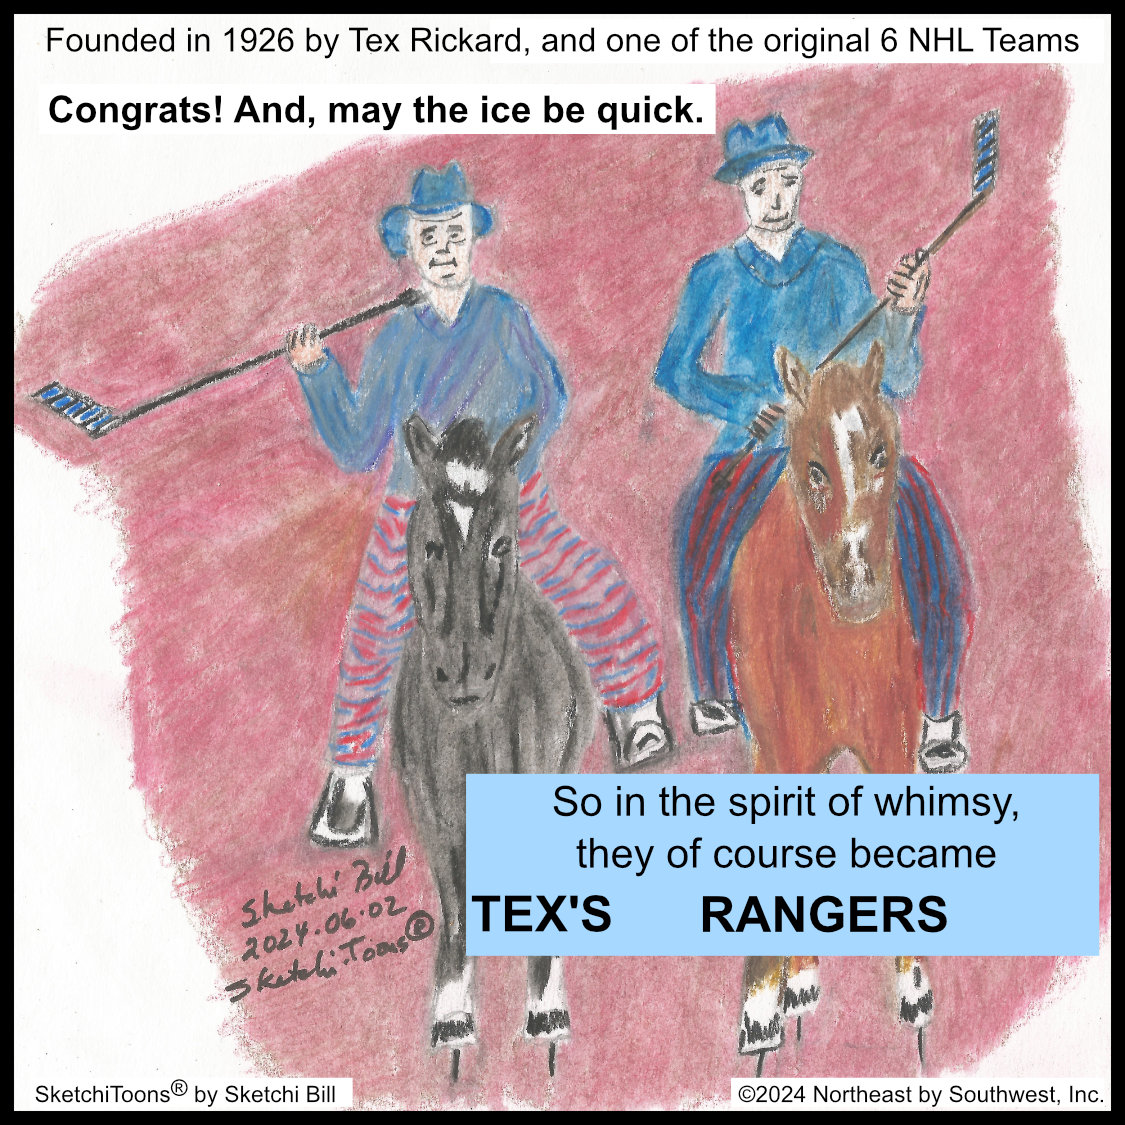 Founded in 1926 by Tex Rickard, and one of the original 6 NHL Teams
Congrats! And, may the ice be quick.
So in the spirit of whimsy,
they of course became
TEX'S RANGERS
Sketchi Bill
2024.06.02
Sketchi-Toons®
SketchiToons® by Sketchi Bill
©2024 Northeast by Southwest, Inc.